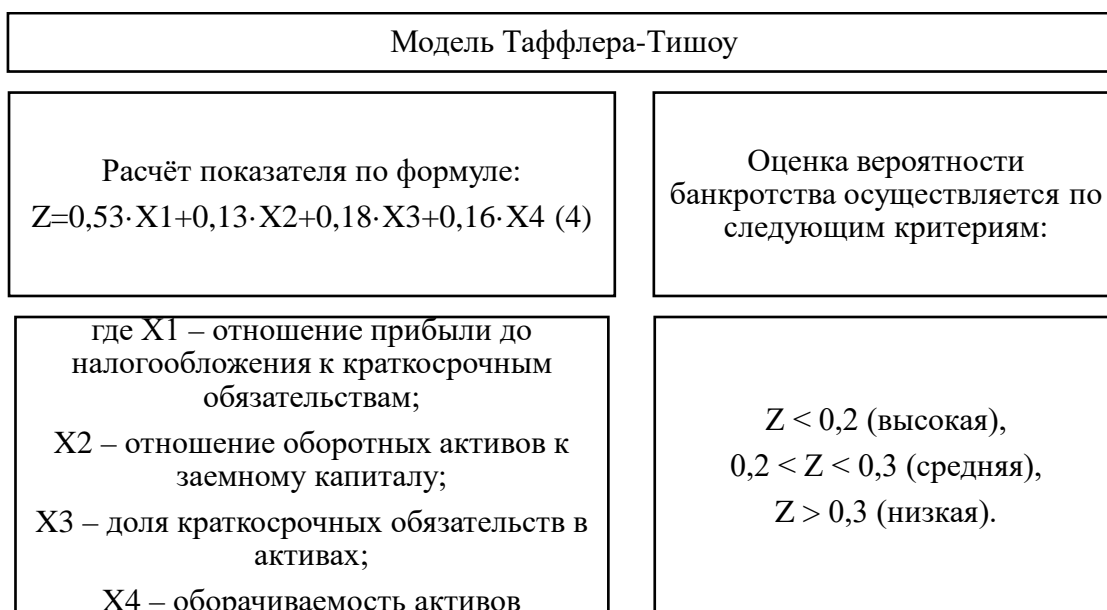 Модель Таффлера-Тишоу
Расчёт показателя по формуле:
Z=0,53·X1+0,13·X2+0,18·X3+0,16·X4 (4)
Оценка вероятности
банкротства осуществляется по
следующим критериям:
где X1 – отношение прибыли до
налогообложения к краткосрочным
обязательствам;
X2 – отношение оборотных активов к
заемному капиталу;
X3 – доля краткосрочных обязательств в
активах;
X4 – оборачиваемость активов
Z < 0,2 (высокая),
0,2 < Z < 0,3 (средняя),
Z > 0,3 (низкая).